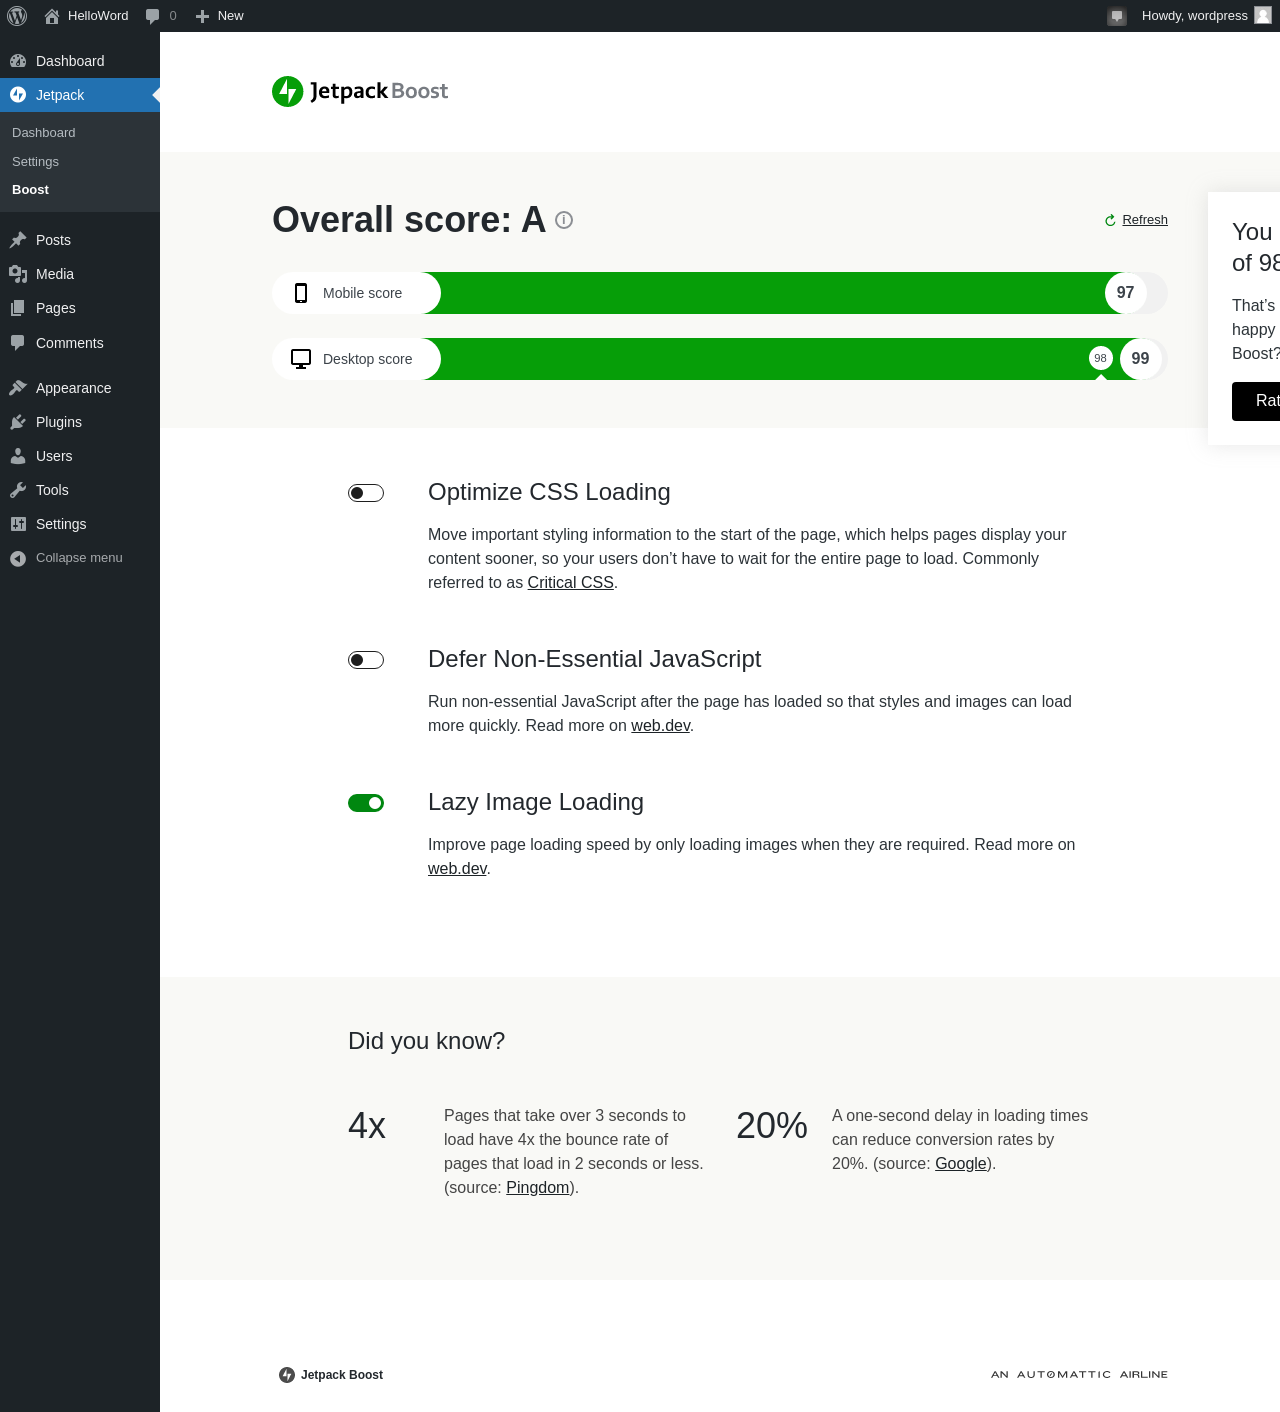 HelloWord
0
New
Howdy, wordpress
Dashboard
Jetpack
Dashboard
Settings
Boost
Posts
Media
Pages
Comments
Appearance
Plugins
Users
Tools
Settings
Collapse menu
Jetpack Boost
Overall score: A
Refresh
Mobile score
97
Desktop score
98
99
You
of 98
That’s
happy
Boost?
Rat
Optimize CSS Loading
Move important styling information to the start of the page, which helps pages display your
content sooner, so your users don’t have to wait for the entire page to load. Commonly
referred to as Critical CSS.
Defer Non-Essential JavaScript
Run non-essential JavaScript after the page has loaded so that styles and images can load
more quickly. Read more on web.dev.
Lazy Image Loading
Improve page loading speed by only loading images when they are required. Read more on
web.dev.
Did you know?
4x
Pages that take over 3 seconds to
load have 4x the bounce rate of
pages that load in 2 seconds or less.
(source: Pingdom).
20%
A one-second delay in loading times
can reduce conversion rates by
20%. (source: Google).
Jetpack Boost
AN AUTOMATTIC AIRLINE